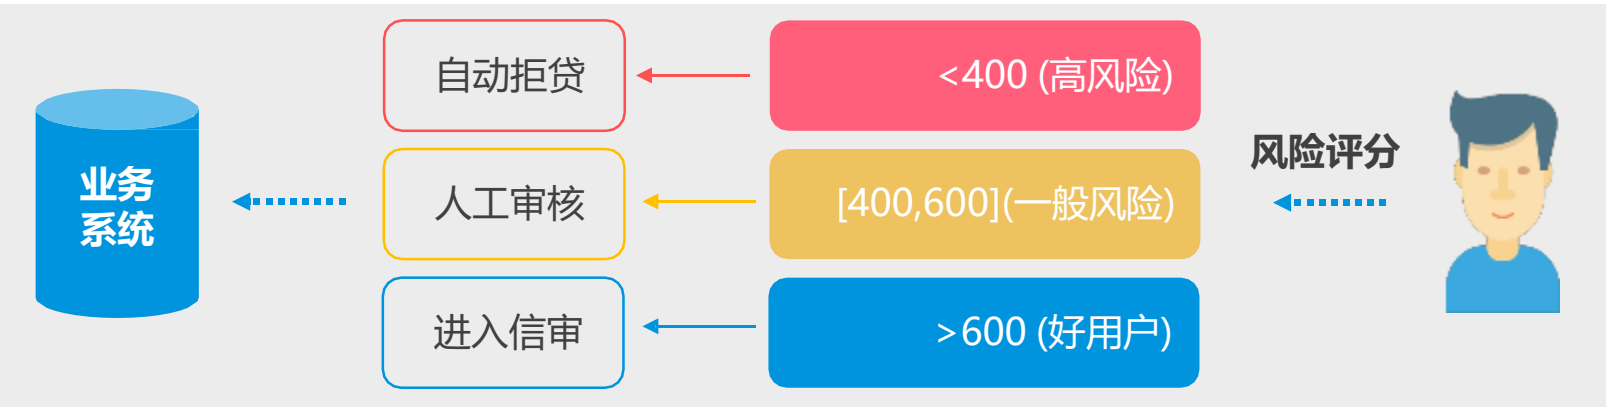 自动拒贷
<400 (高风险)
业务
系统
人工审核
[400,600](一般风险)
风险评分
进入信审
>600 (好用户)